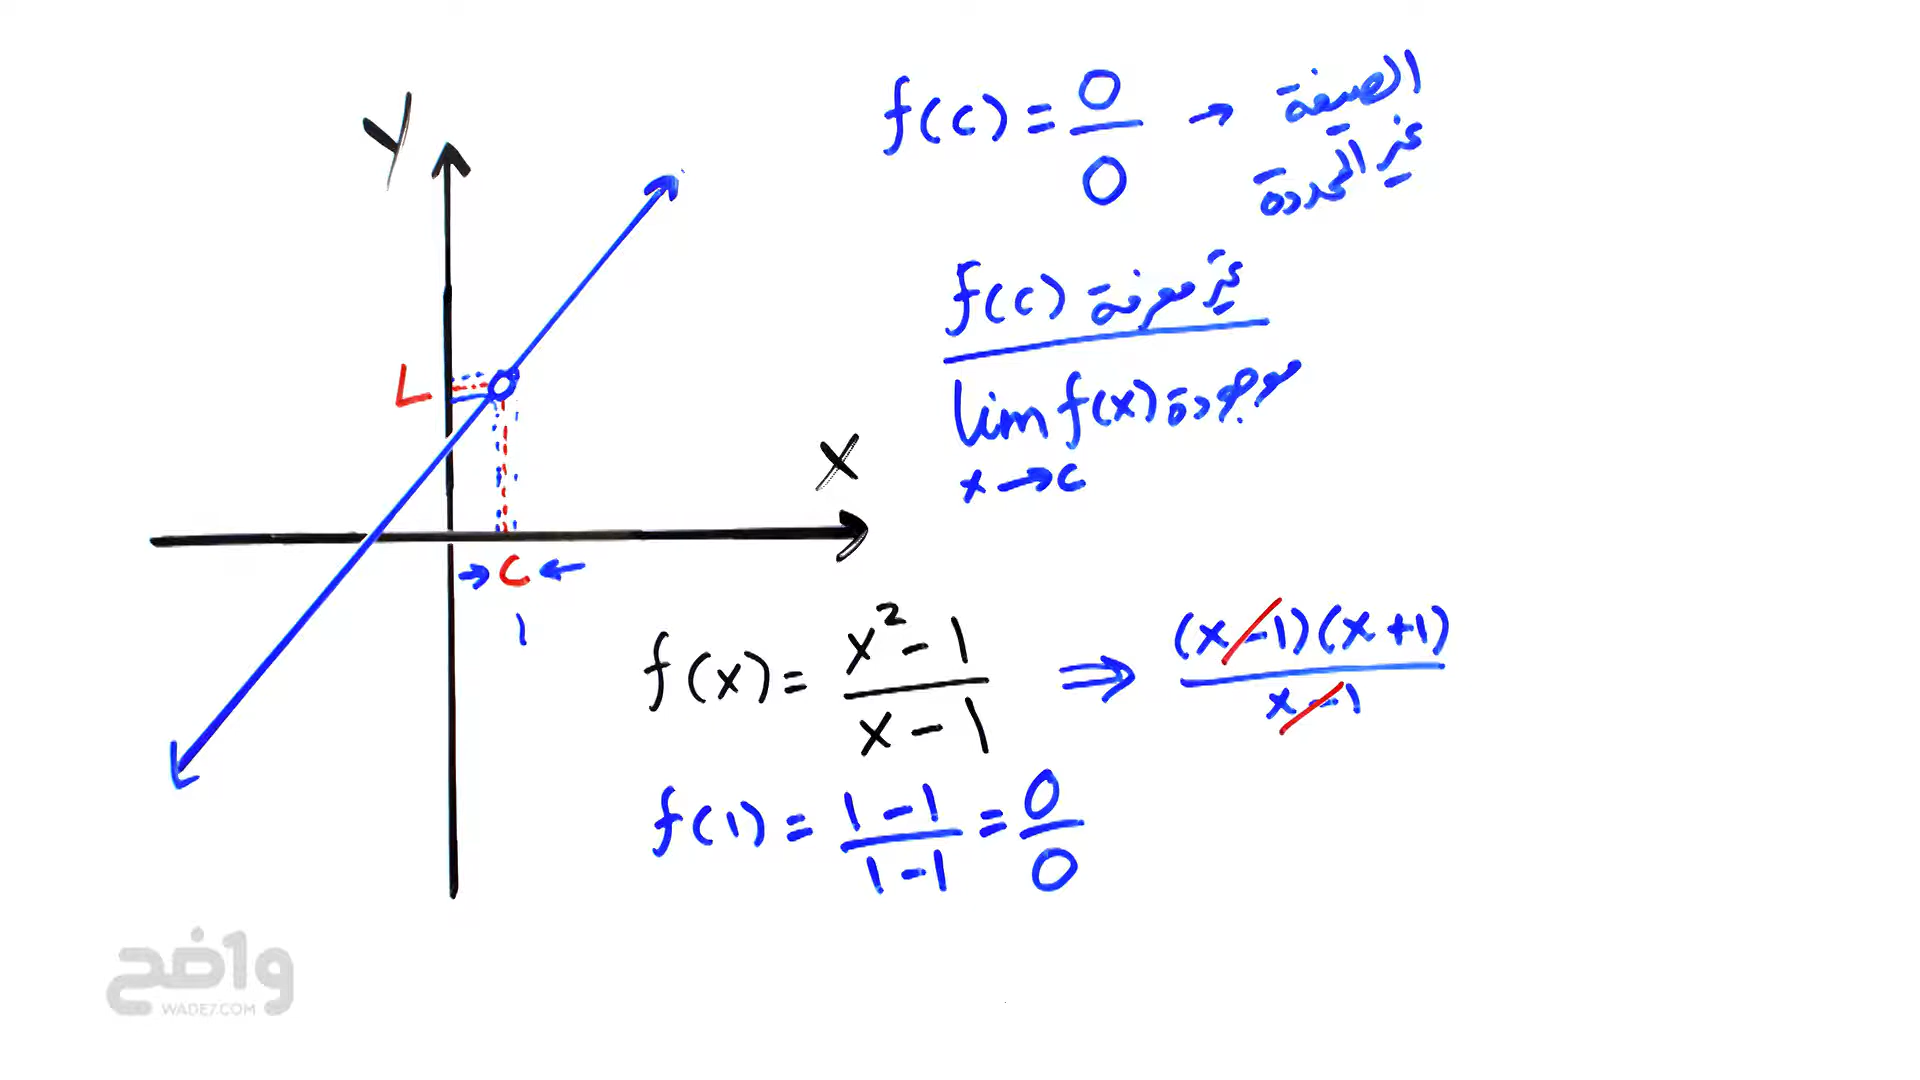 Y
f(c) = 0/0 → الصيغة
غير المحددة
f(c) غير معرفة
L
lim f(x) موجودة
x→c
X
→ c ←
1
f(x) = x² - 1 / x - 1 ⇒ (x-1)(x+1) / x-1
f(1) = 1-1 / 1-1 = 0/0
واضح
WADE7.COM